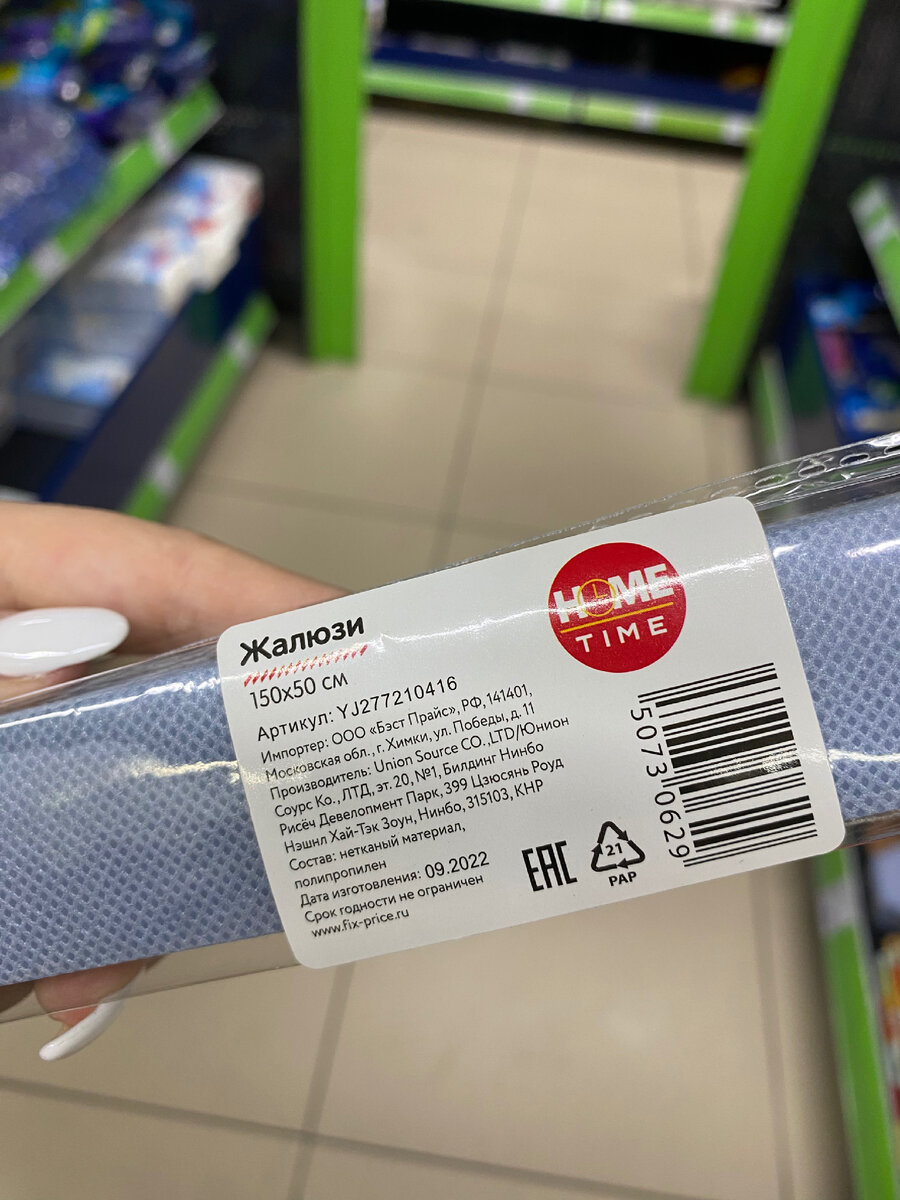 Жалюзи
150х50 см
HOME
TIME
Артикул: YJ277210416
Импортер: ООО «Бэст Прайс», РФ, 141401,
Московская обл., г. Химки, ул. Победы, д. 11
Производитель: Union Source CO.,LTD/Юнион
Соурс Ко., ЛТД, эт. 20, №1, Билдинг Нинбо
Рисёч Девелопмент Парк, 399 Цзюсянь Роуд
Нэшнл Хай-Тэк Зоун, Нинбо, 315103, КНР
Состав: нетканый материал,
полипропилен
Дата изготовления: 09.2022
Срок годности не ограничен
www.fix-price.ru
EAC
21
PAP
5073 0629